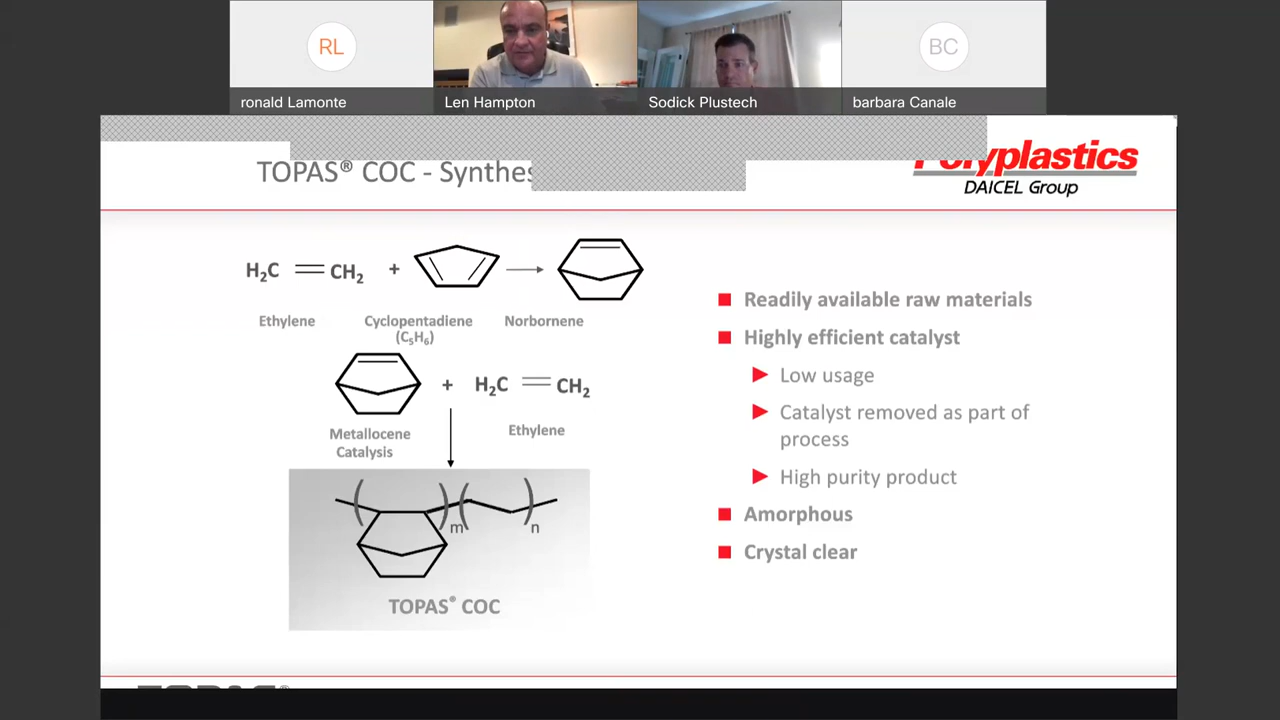 RL
BC
ronald Lamonte
Len Hampton
Sodick Plustech
barbara Canale
TOPAS® COC - Synthes
Polyplastics
DAICEL Group
H₂C CH₂ +
Ethylene
Cyclopentadiene
(C₅H₆)
Norbornene
+ H₂C CH₂
Metallocene
Catalysis
Ethylene
( )m ( )n
TOPAS® COC
Readily available raw materials
Highly efficient catalyst
Low usage
Catalyst removed as part of
process
High purity product
Amorphous
Crystal clear
TOPAS®